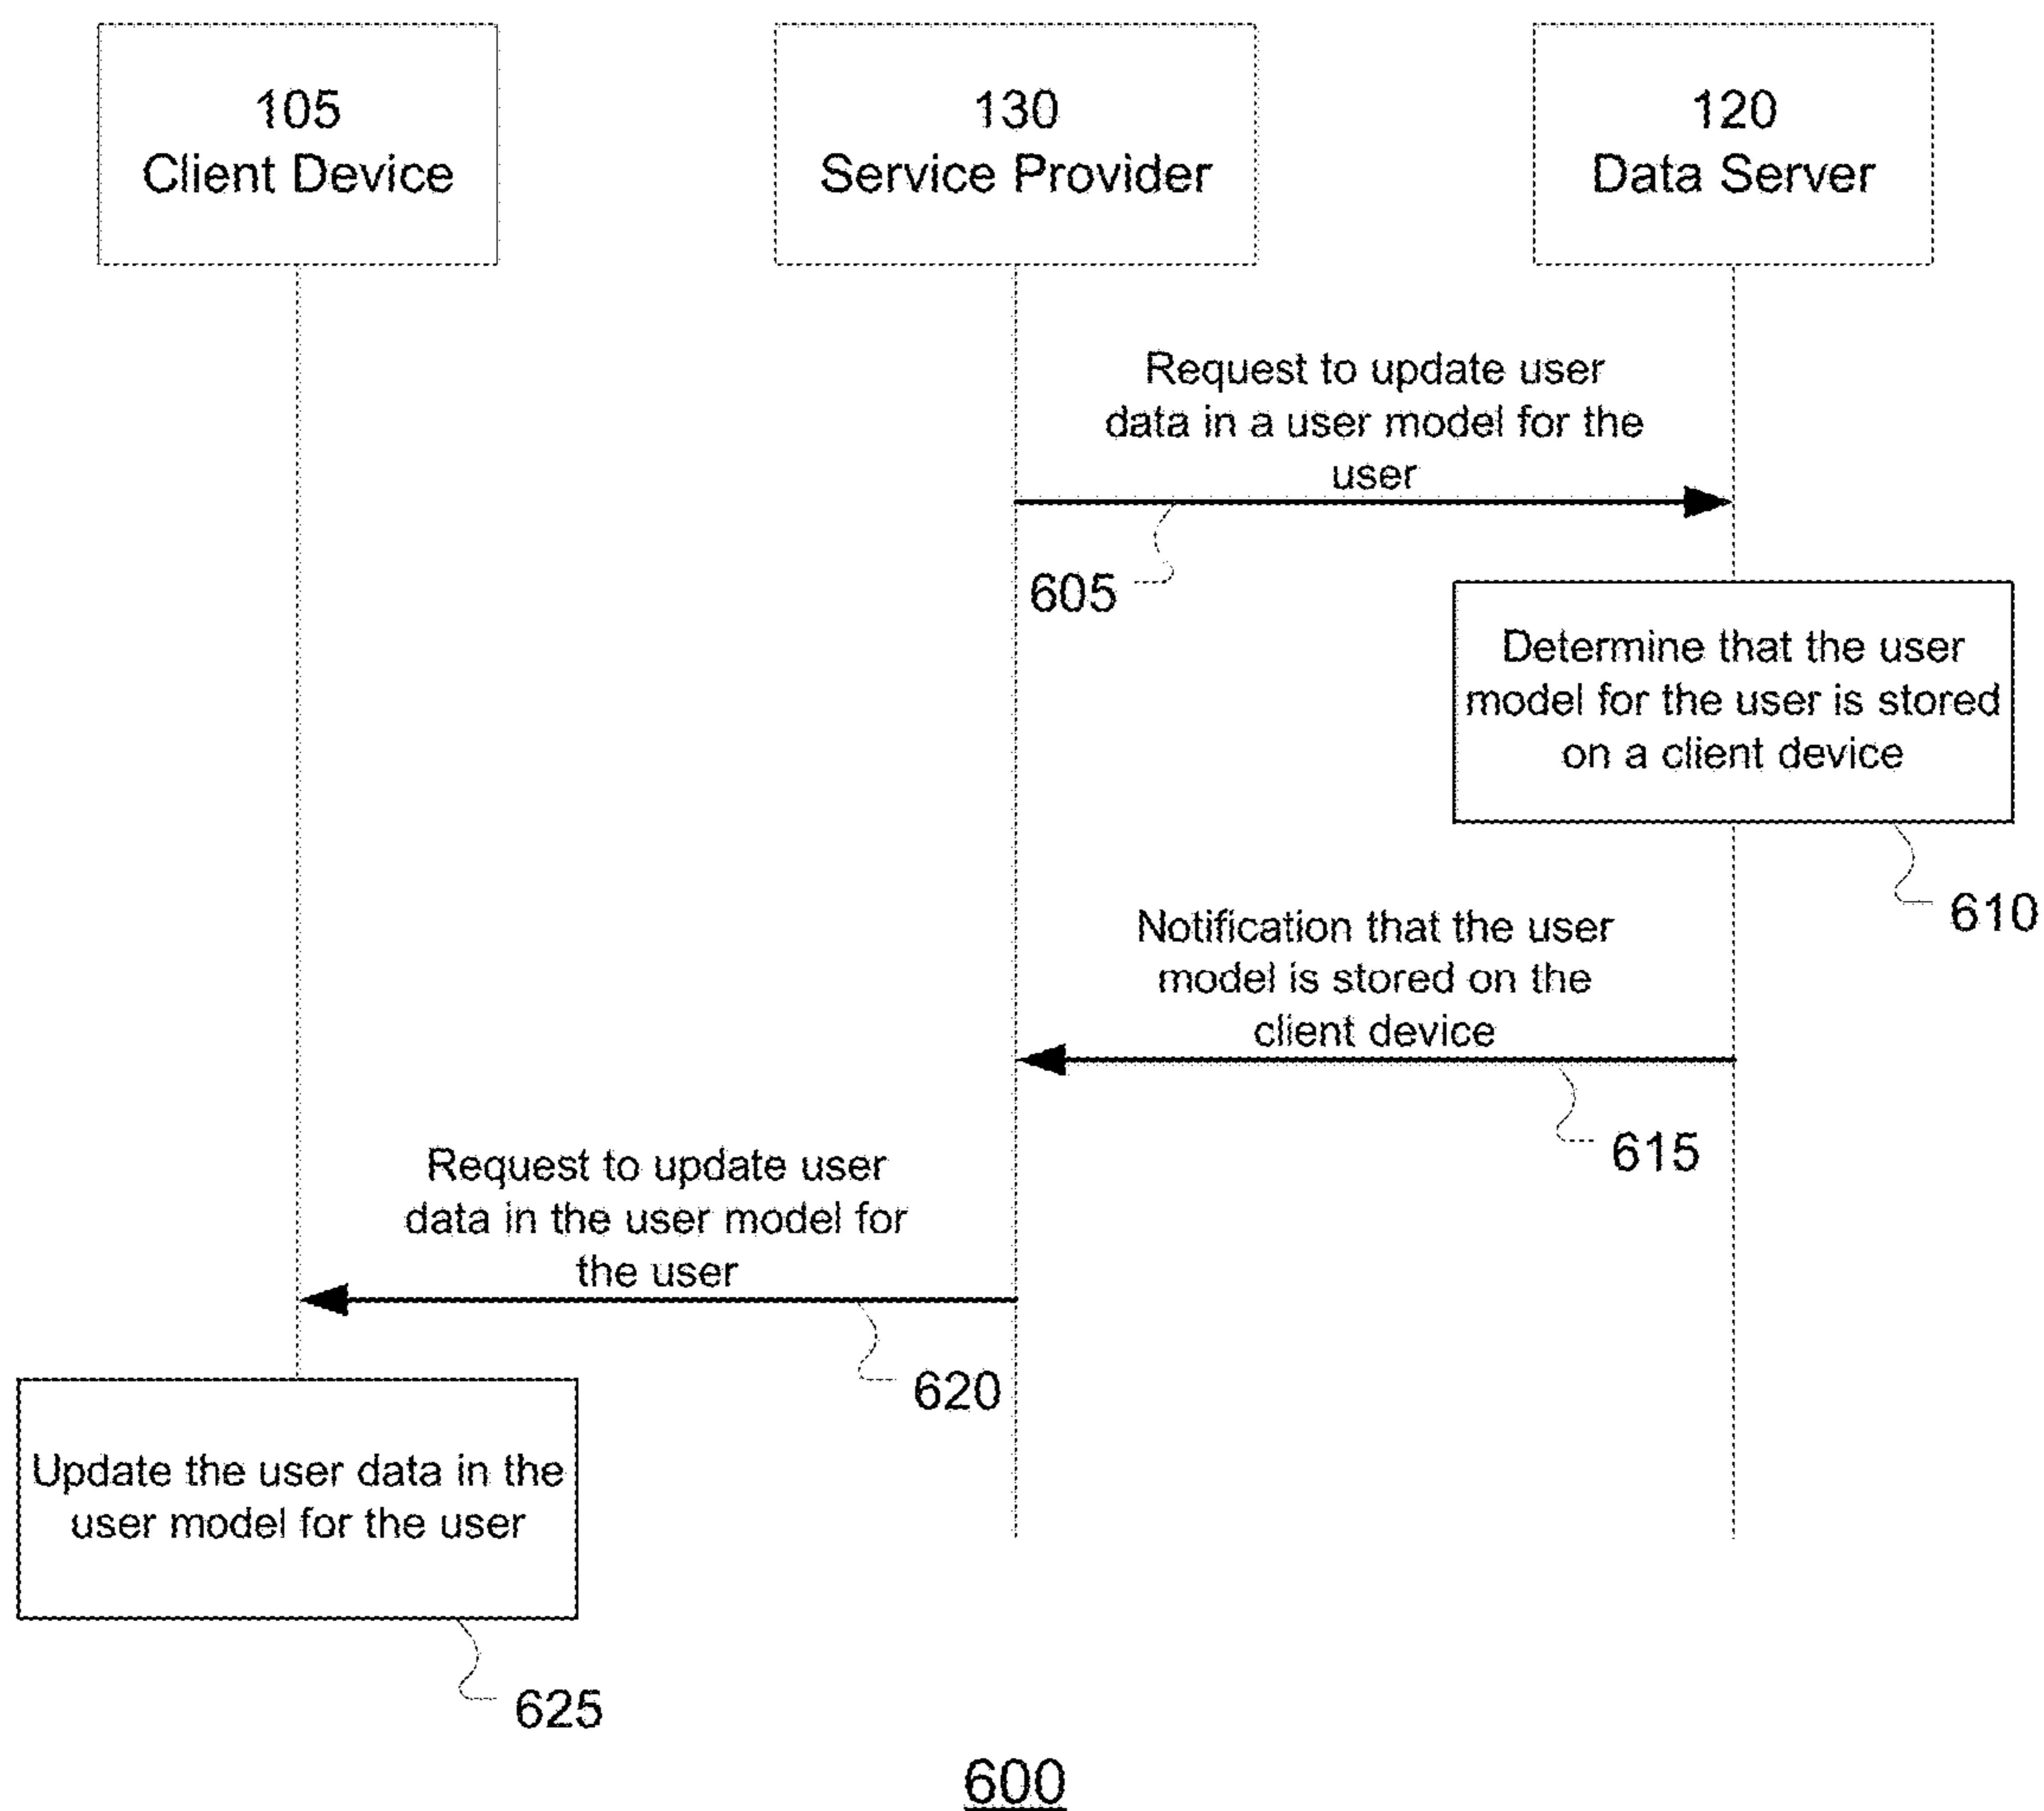 105
Client Device
130
Service Provider
120
Data Server
Request to update user
data in a user model for the
user
605
Determine that the user
model for the user is stored
on a client device
610
Notification that the user
model is stored on the
client device
615
Request to update user
data in the user model for
the user
620
Update the user data in the
user model for the user
625
600